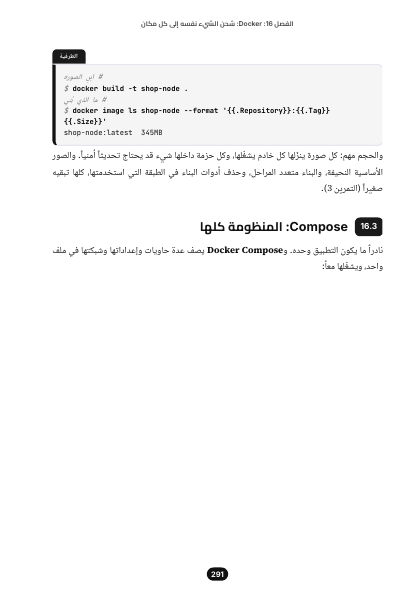 الفصل 16: Docker: شحن الشيء نفسه إلى كل مكان
الطرفية
# ابنِ الصورة
$ docker build -t shop-node .
# ما الذي بُني
$ docker image ls shop-node --format '{{.Repository}}:{{.Tag}}
{{.Size}}'
shop-node:latest  345MB
والحجم مهم: كل صورة ينزّلها كل خادم يشغّلها، وكل حزمة داخلها شيء قد يحتاج تحديثاً أمنياً. والصور
الأساسية النحيفة، والبناء متعدد المراحل، وحذف أدوات البناء في الطبقة التي استخدمتها، كلها تبقيه
صغيراً (التمرين 3).
16.3 Compose: المنظومة كلها
نادراً ما يكون التطبيق وحده. وDocker Compose يصف عدة حاويات وإعداداتها وشبكتها في ملف
واحد، ويشغّلها معاً:
291